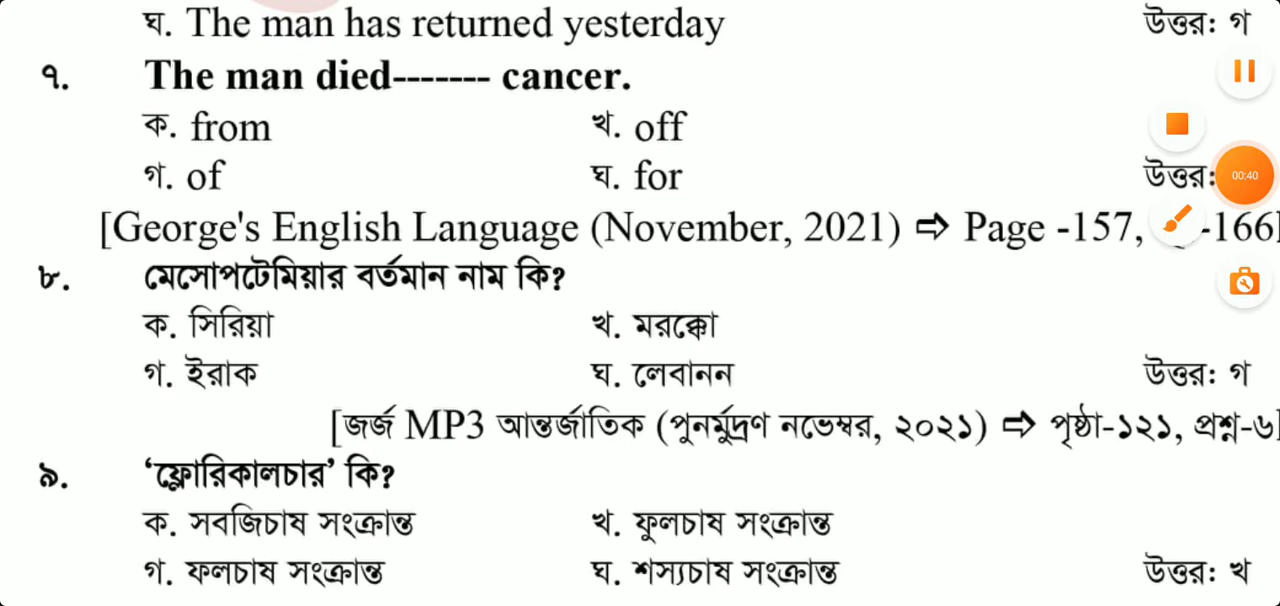 ঘ. The man has returned yesterday উত্তর: গ
৭. The man died------- cancer.
ক. from খ. off
গ. of ঘ. for উত্তর: 00:40
[George's English Language (November, 2021) ⇨ Page -157, -166]
৮. মেসোপটেমিয়ার বর্তমান নাম কি?
ক. সিরিয়া খ. মরক্কো
গ. ইরাক ঘ. লেবানন উত্তর: গ
[জর্জ MP3 আন্তর্জাতিক (পুনর্মুদ্রণ নভেম্বর, ২০২১) ⇨ পৃষ্ঠা-১২১, প্রশ্ন-৬]
৯. ‘ফ্লোরিকালচার’ কি?
ক. সবজিচাষ সংক্রান্ত খ. ফুলচাষ সংক্রান্ত
গ. ফলচাষ সংক্রান্ত ঘ. শস্যচাষ সংক্রান্ত উত্তর: খ